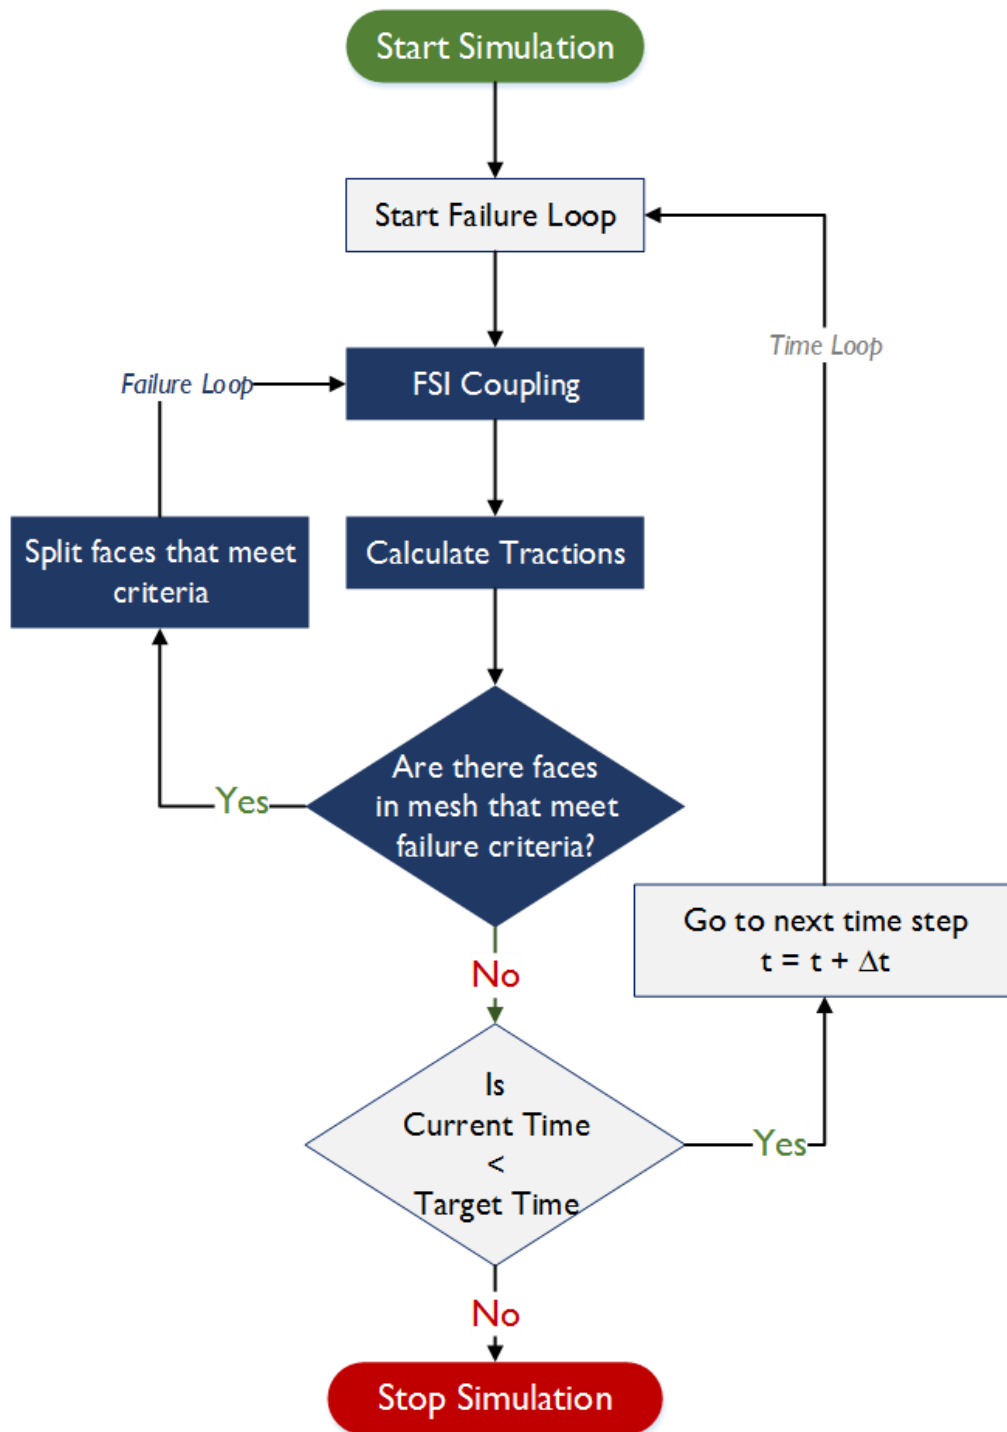 Start Simulation
Start Failure Loop
Time Loop
Failure Loop
FSI Coupling
Split faces that meet
criteria
Calculate Tractions
Are there faces
in mesh that meet
failure criteria?
Yes
Go to next time step
t = t + Δt
No
Is
Current Time
<
Target Time
Yes
No
Stop Simulation